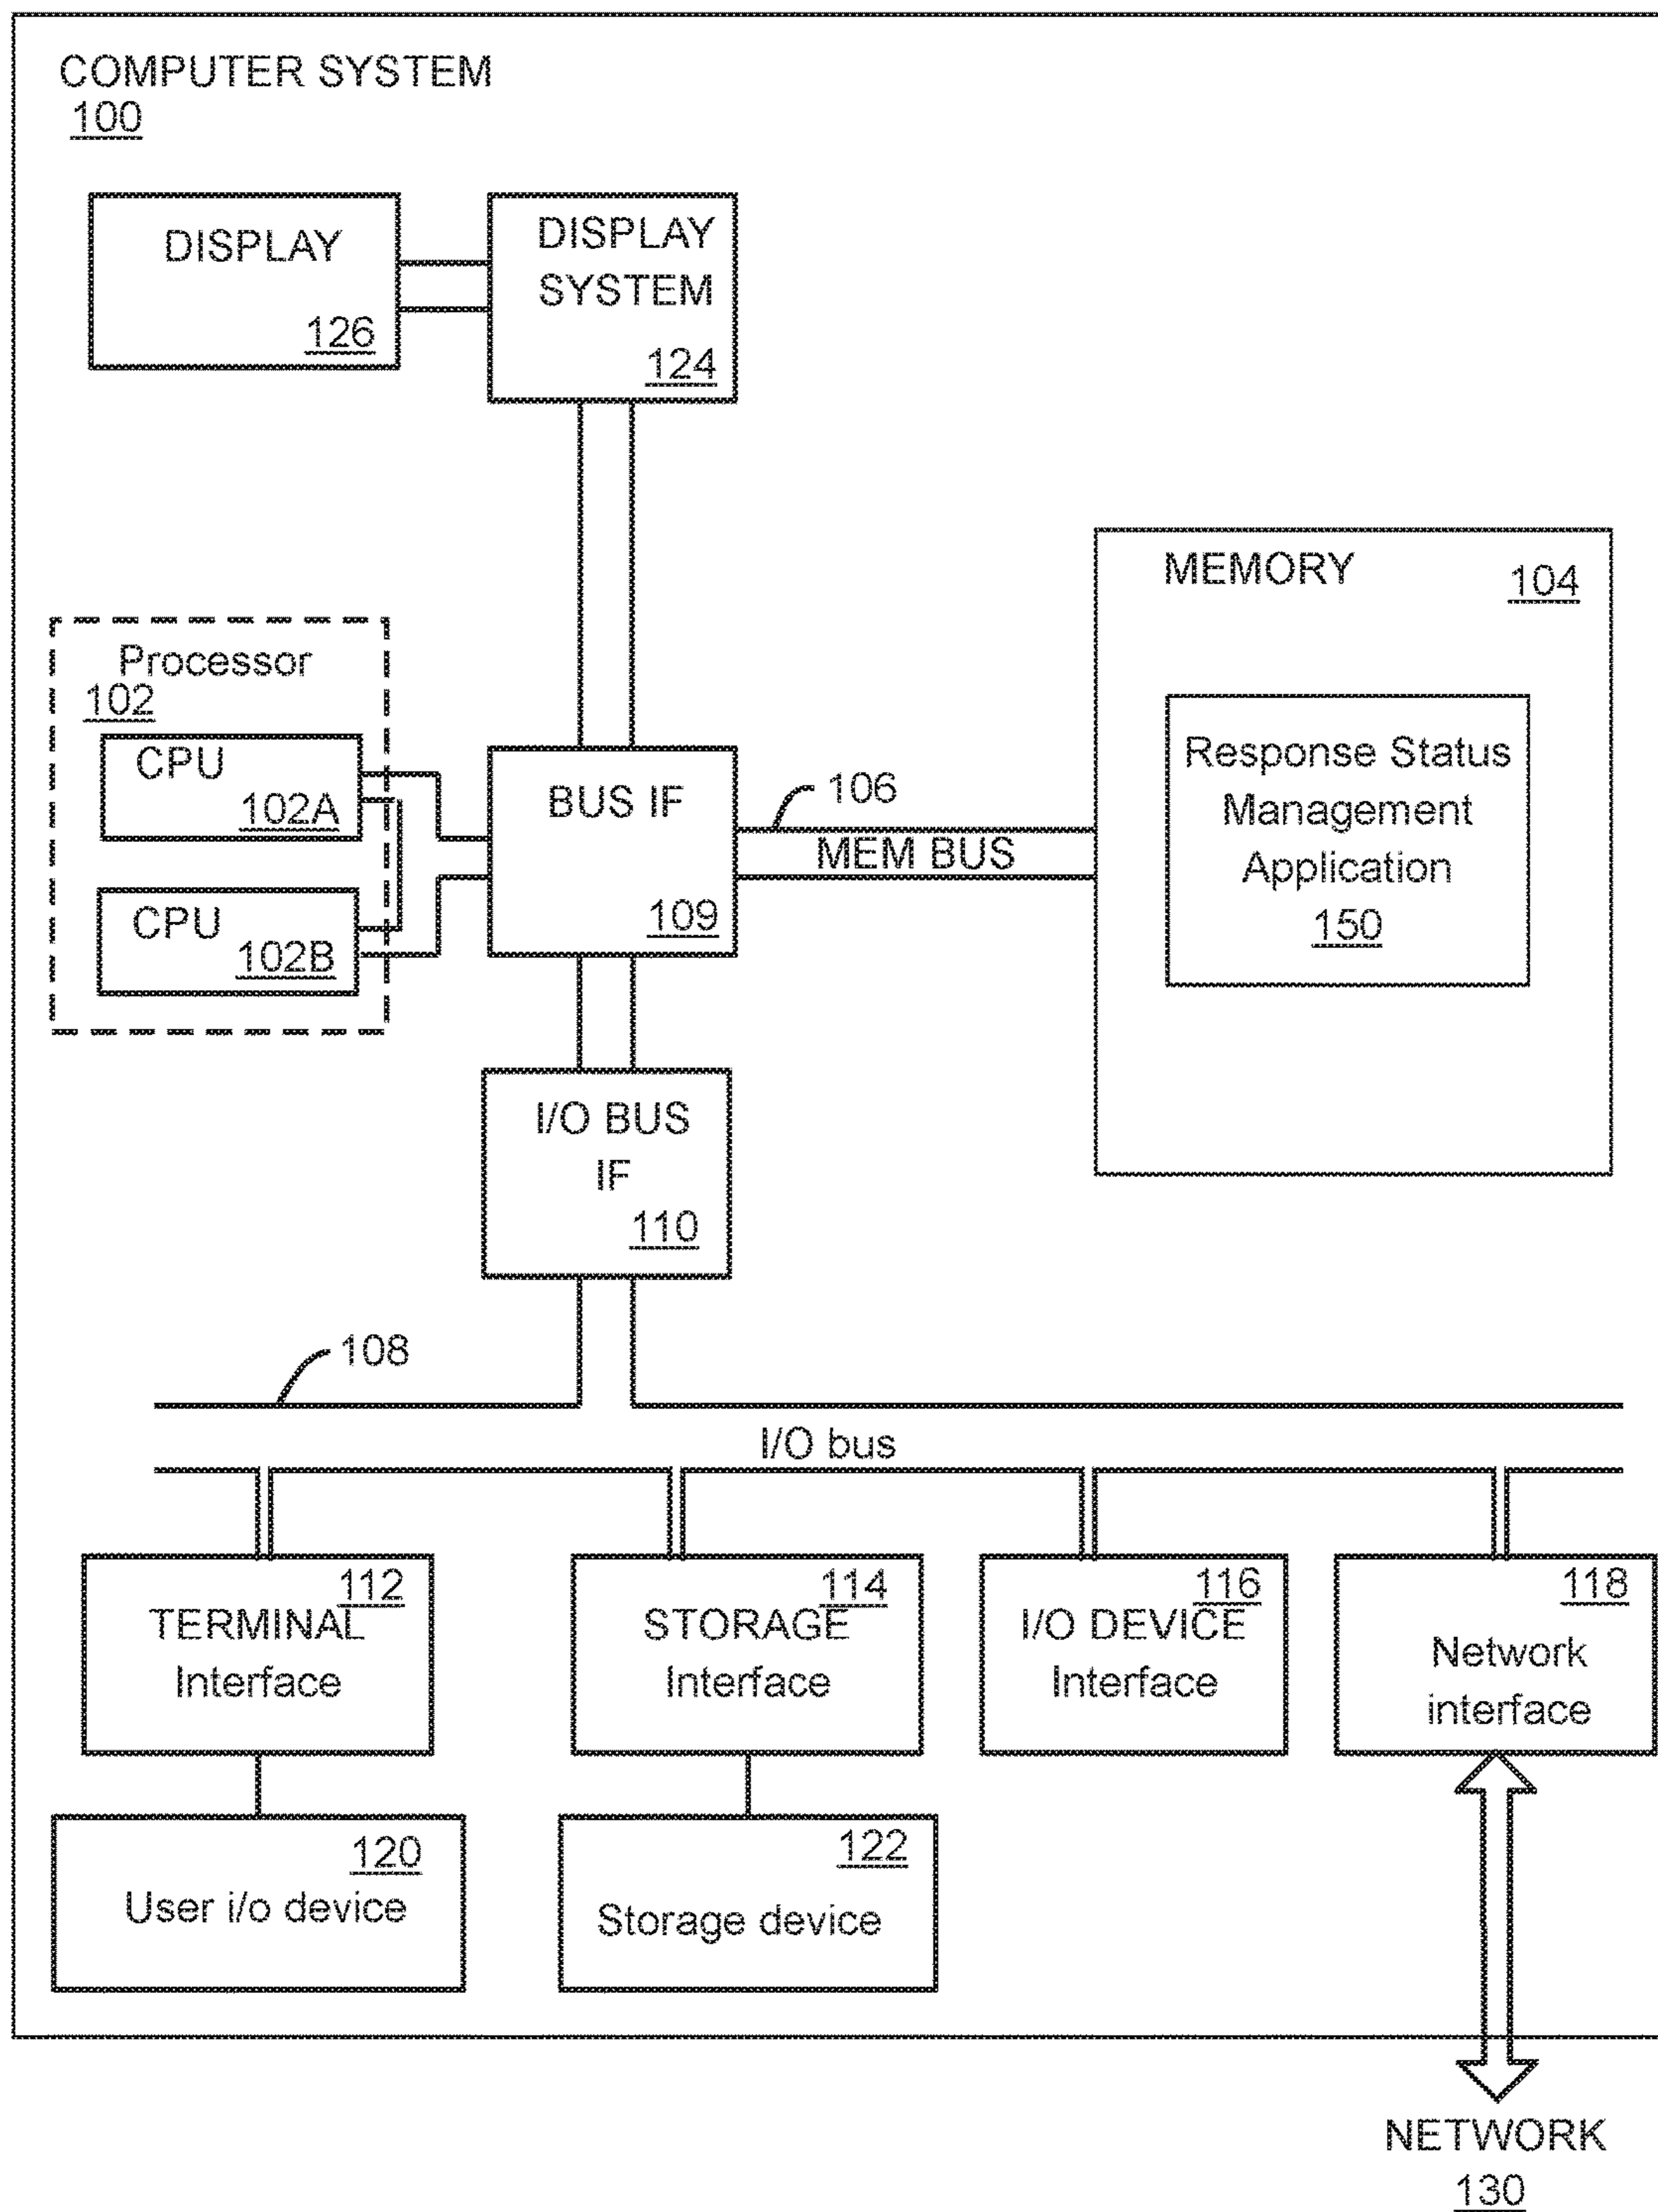 COMPUTER SYSTEM
100
DISPLAY
126
DISPLAY
SYSTEM
124
MEMORY
104
Response Status
Management
Application
150
Processor
102
CPU
102A
CPU
102B
BUS IF
109
106
MEM BUS
I/O BUS
IF
110
108
I/O bus
112
TERMINAL
Interface
114
STORAGE
Interface
116
I/O DEVICE
Interface
118
Network
interface
120
User i/o device
122
Storage device
NETWORK
130